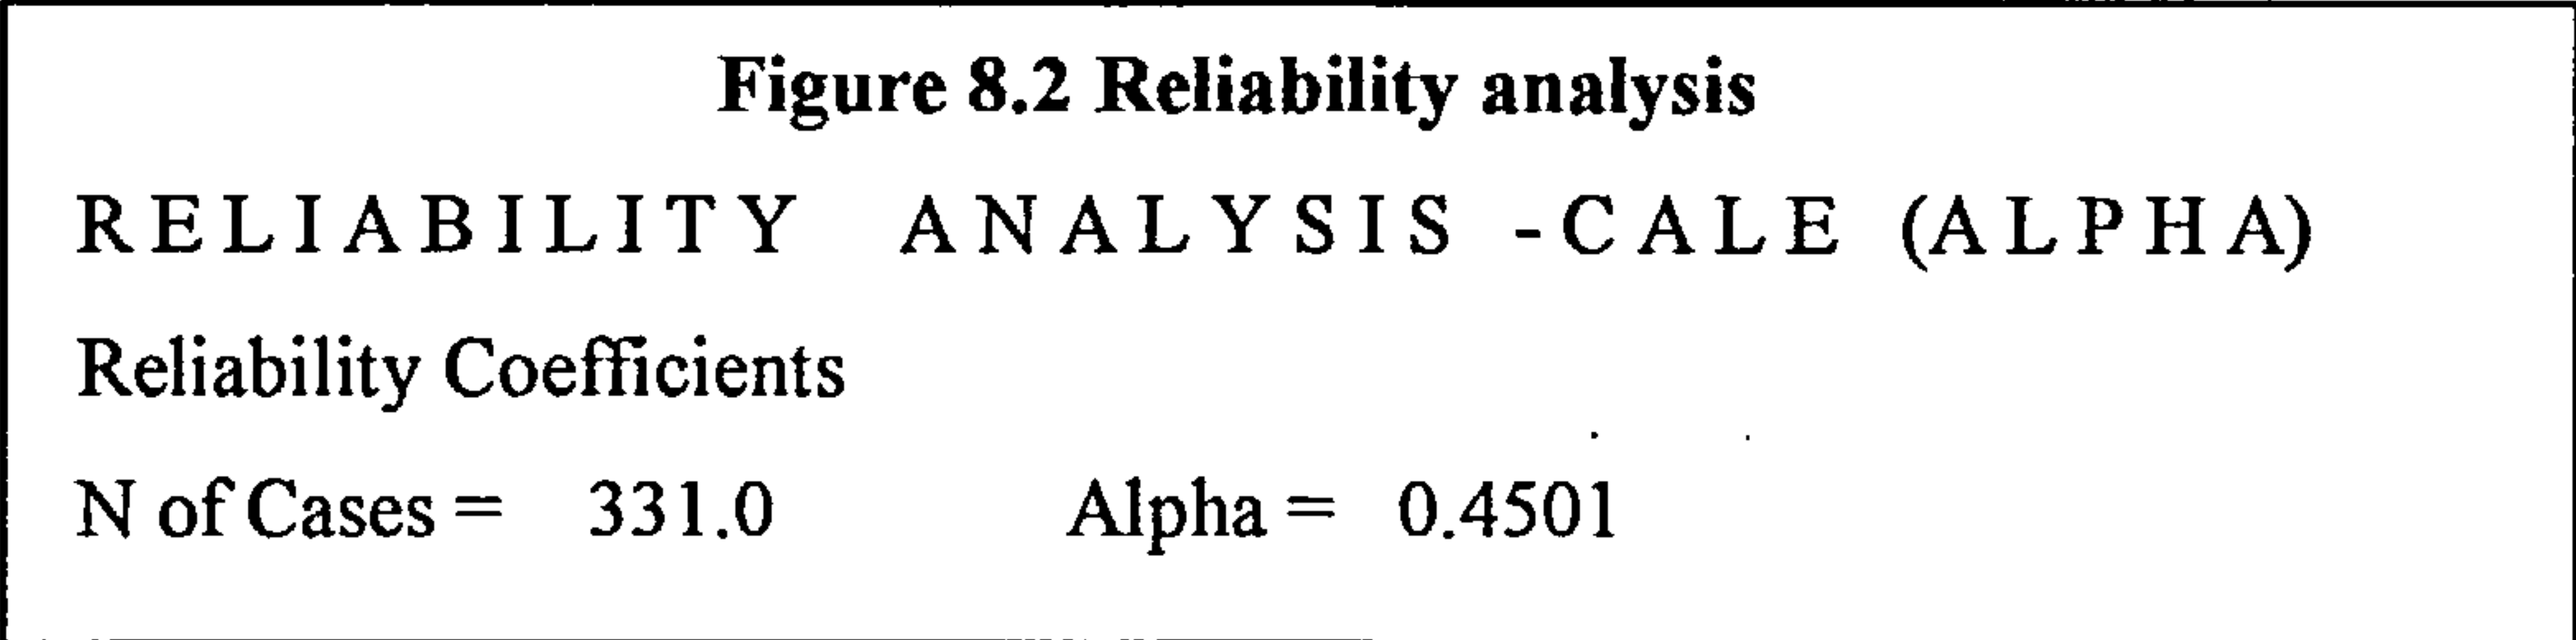 Figure 8.2 Reliability analysis
R E L I A B I L I T Y   A N A L Y S I S  - C A L E  (A L P H A)
Reliability Coefficients
N of Cases =   331.0   Alpha =   0.4501